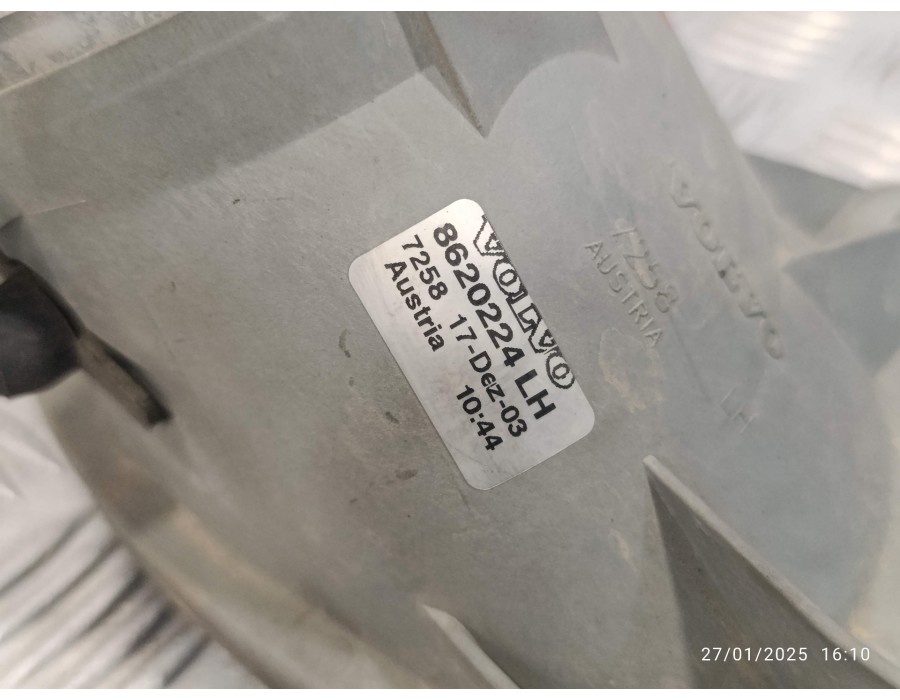 VOLVO
8620224 LH
7258 17-Dez-03
Austria 10:44
VOLVO
7258
AUSTRIA
LH
27/01/2025 16:10